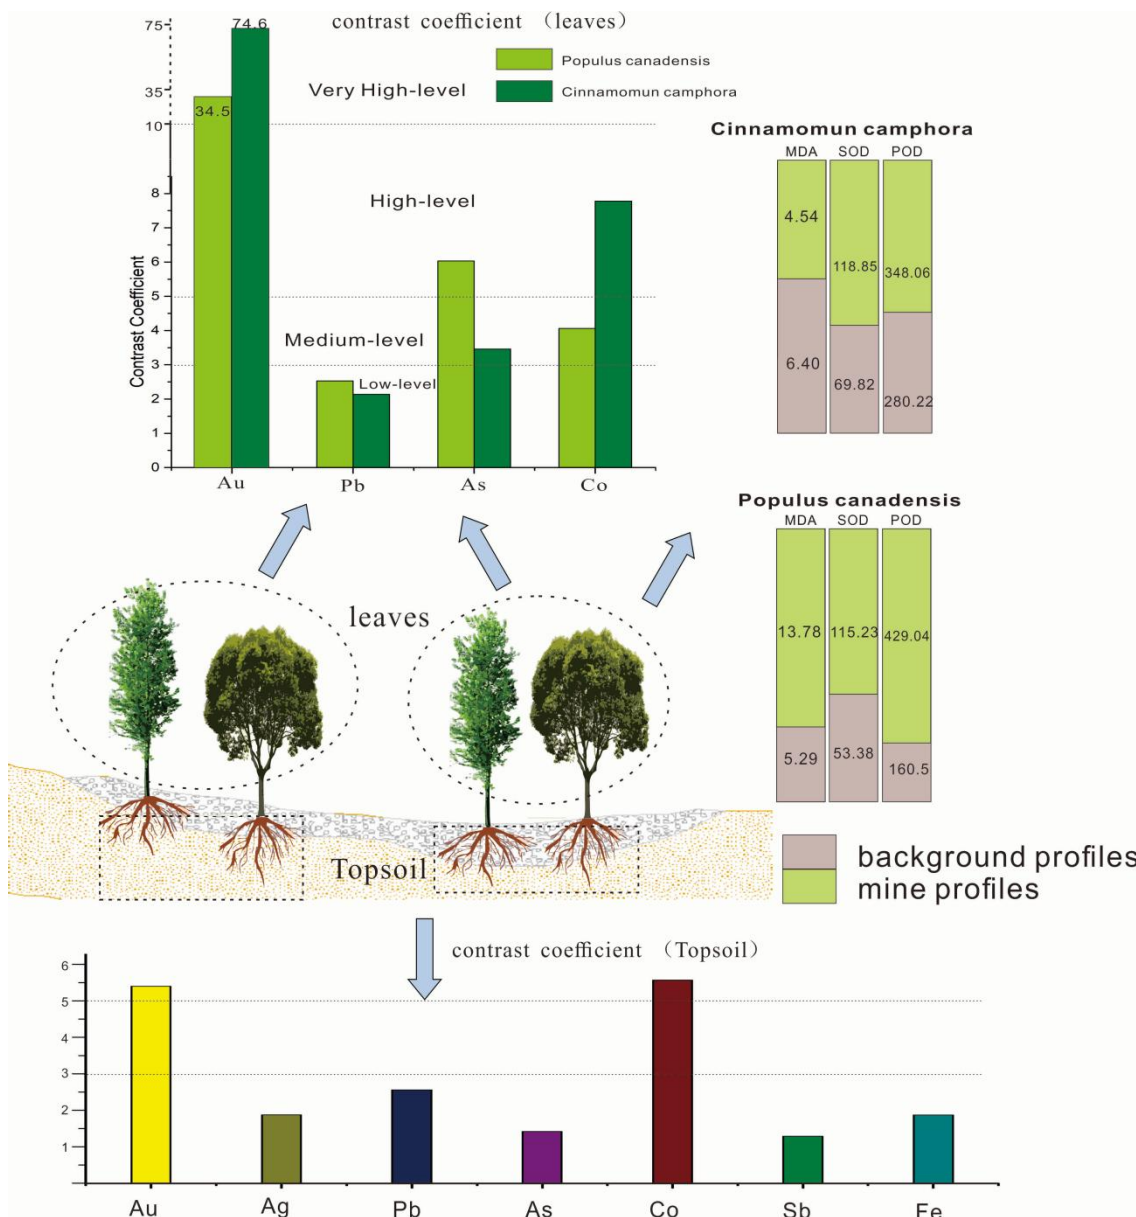 contrast coefficient （leaves）
Populus canadensis
Cinnamomun camphora
75
35
10
8
7
6
5
4
3
2
1
0
Contrast Coefficient
74.6
34.5
Very High-level
High-level
Medium-level
Low-level
Au Pb As Co
Cinnamomun camphora
MDA SOD POD
4.54 118.85 348.06
6.40 69.82 280.22
Populus canadensis
MDA SOD POD
13.78 115.23 429.04
5.29 53.38 160.5
background profiles
mine profiles
leaves
Topsoil
contrast coefficient （Topsoil）
6
5
4
3
2
1
Au Ag Pb As Co Sb Fe